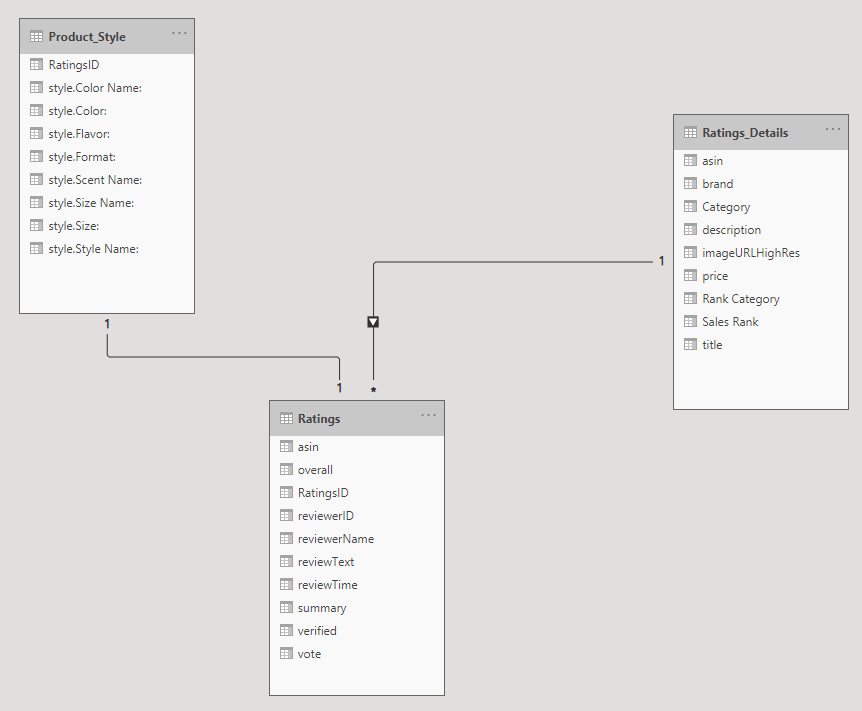 Product_Style
RatingsID
style.Color Name:
style.Color:
style.Flavor:
style.Format:
style.Scent Name:
style.Size Name:
style.Size:
style.Style Name:
1
1
*
1
Ratings_Details
asin
brand
Category
description
imageURLHighRes
price
Rank Category
Sales Rank
title
Ratings
asin
overall
RatingsID
reviewerID
reviewerName
reviewText
reviewTime
summary
verified
vote